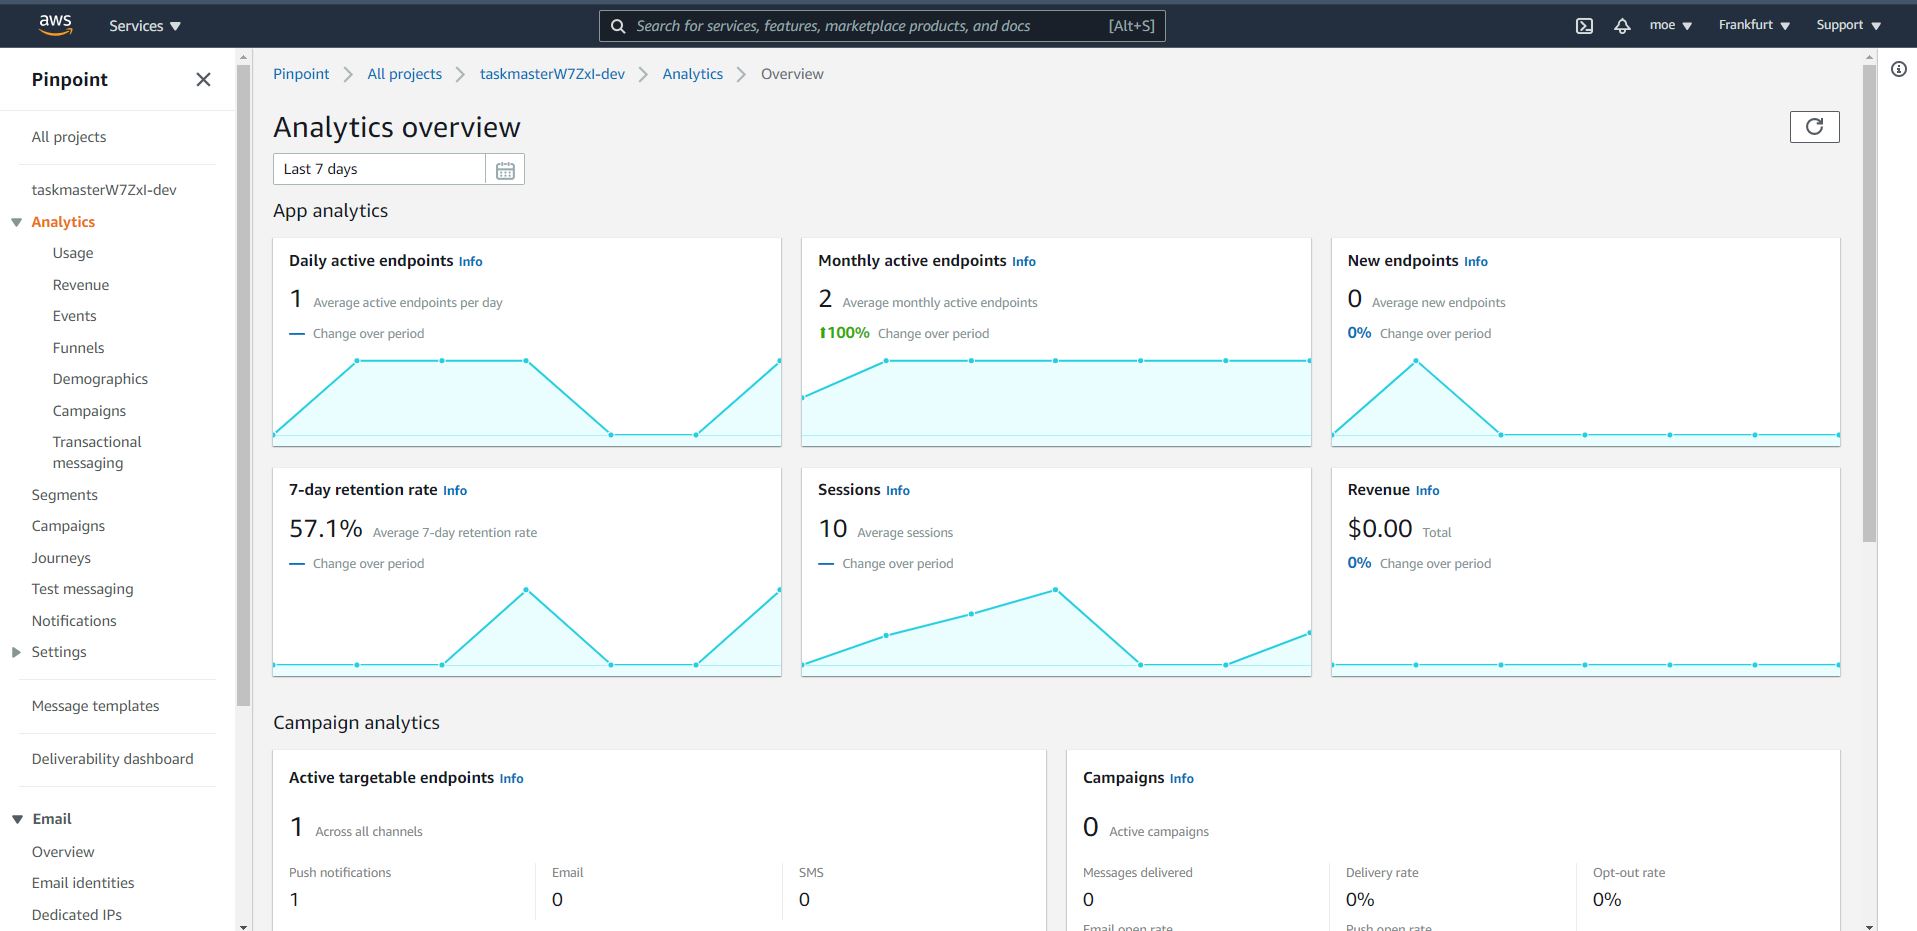 aws
Services
Search for services, features, marketplace products, and docs [Alt+S]
moe
Frankfurt
Support
Pinpoint
All projects
taskmasterW7ZxI-dev
Analytics
Usage
Revenue
Events
Funnels
Demographics
Campaigns
Transactional
messaging
Segments
Campaigns
Journeys
Test messaging
Notifications
Settings
Message templates
Deliverability dashboard
Email
Overview
Email identities
Dedicated IPs
Pinpoint All projects taskmasterW7ZxI-dev Analytics Overview
Analytics overview
Last 7 days
App analytics
Daily active endpoints Info
1 Average active endpoints per day
Change over period
Monthly active endpoints Info
2 Average monthly active endpoints
100% Change over period
New endpoints Info
0 Average new endpoints
0% Change over period
7-day retention rate Info
57.1% Average 7-day retention rate
Change over period
Sessions Info
10 Average sessions
Change over period
Revenue Info
$0.00 Total
0% Change over period
Campaign analytics
Active targetable endpoints Info
1 Across all channels
Push notifications
1
Email
0
SMS
0
Campaigns Info
0 Active campaigns
Messages delivered
0
Delivery rate
0%
Opt-out rate
0%
Email open rate
Push open rate